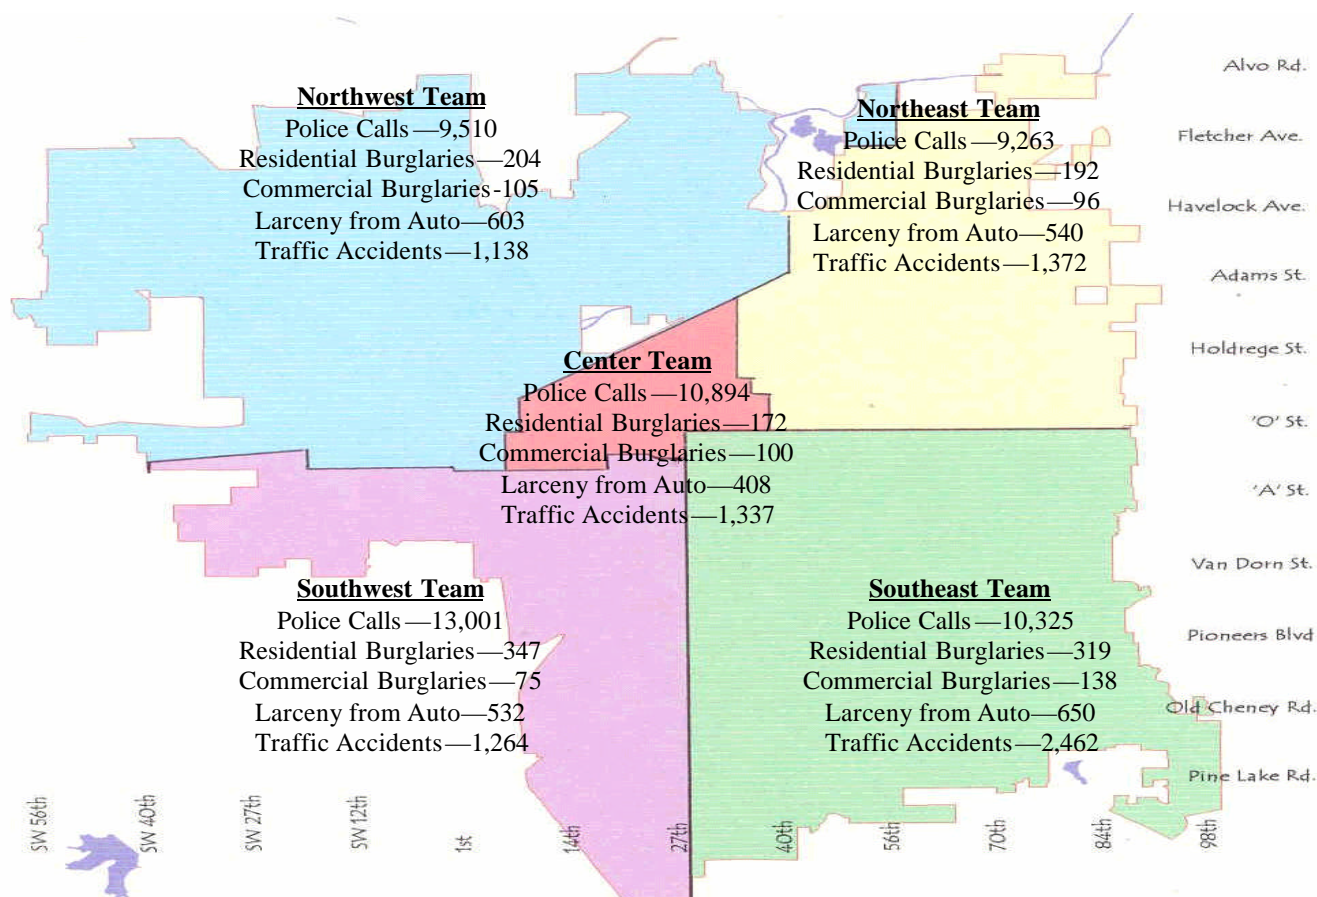 Northwest Team
Police Calls—9,510
Residential Burglaries—204
Commercial Burglaries-105
Larceny from Auto—603
Traffic Accidents—1,138
Northeast Team
Police Calls—9,263
Residential Burglaries—192
Commercial Burglaries—96
Larceny from Auto—540
Traffic Accidents—1,372
Center Team
Police Calls—10,894
Residential Burglaries—172
Commercial Burglaries—100
Larceny from Auto—408
Traffic Accidents—1,337
Southwest Team
Police Calls—13,001
Residential Burglaries—347
Commercial Burglaries—75
Larceny from Auto—532
Traffic Accidents—1,264
Southeast Team
Police Calls—10,325
Residential Burglaries—319
Commercial Burglaries—138
Larceny from Auto—650
Traffic Accidents—2,462
Alvo Rd.
Fletcher Ave.
Havelock Ave.
Adams St.
Holdrege St.
'O' St.
'A' St.
Van Dorn St.
Pioneers Blvd
Old Cheney Rd.
Pine Lake Rd.
SW 56th
SW 40th
SW 27th
SW 12th
1st
14th
27th
40th
56th
70th
84th
98th